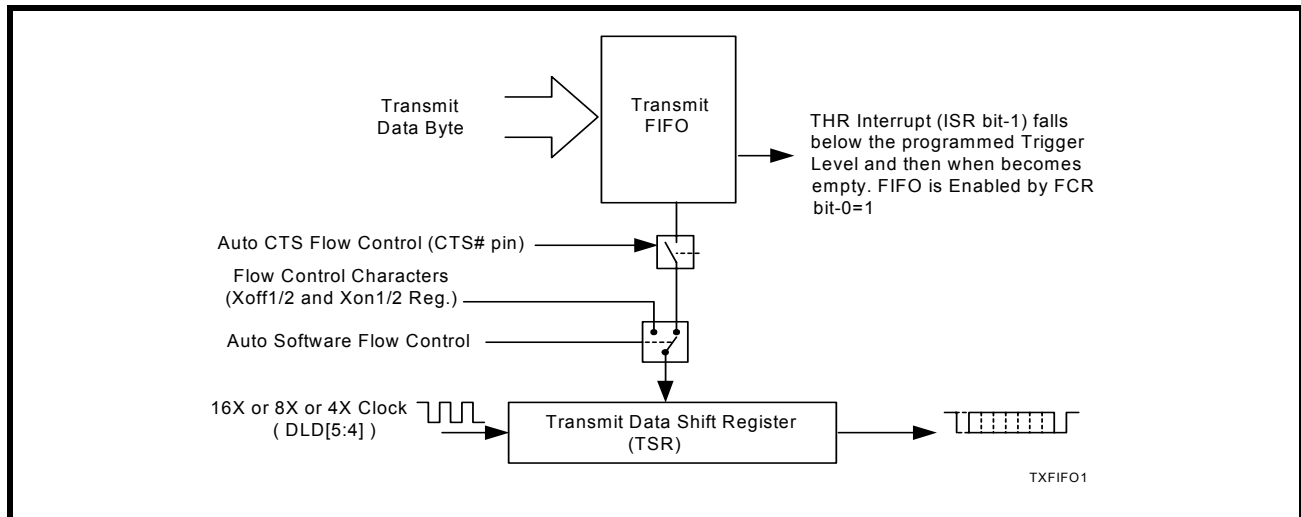 Transmit
Data Byte
Transmit
FIFO
THR Interrupt (ISR bit-1) falls
below the programmed Trigger
Level and then when becomes
empty. FIFO is Enabled by FCR
bit-0=1
Auto CTS Flow Control (CTS# pin)
Flow Control Characters
(Xoff1/2 and Xon1/2 Reg.)
Auto Software Flow Control
16X or 8X or 4X Clock
( DLD[5:4] )
Transmit Data Shift Register
(TSR)
TXFIFO1